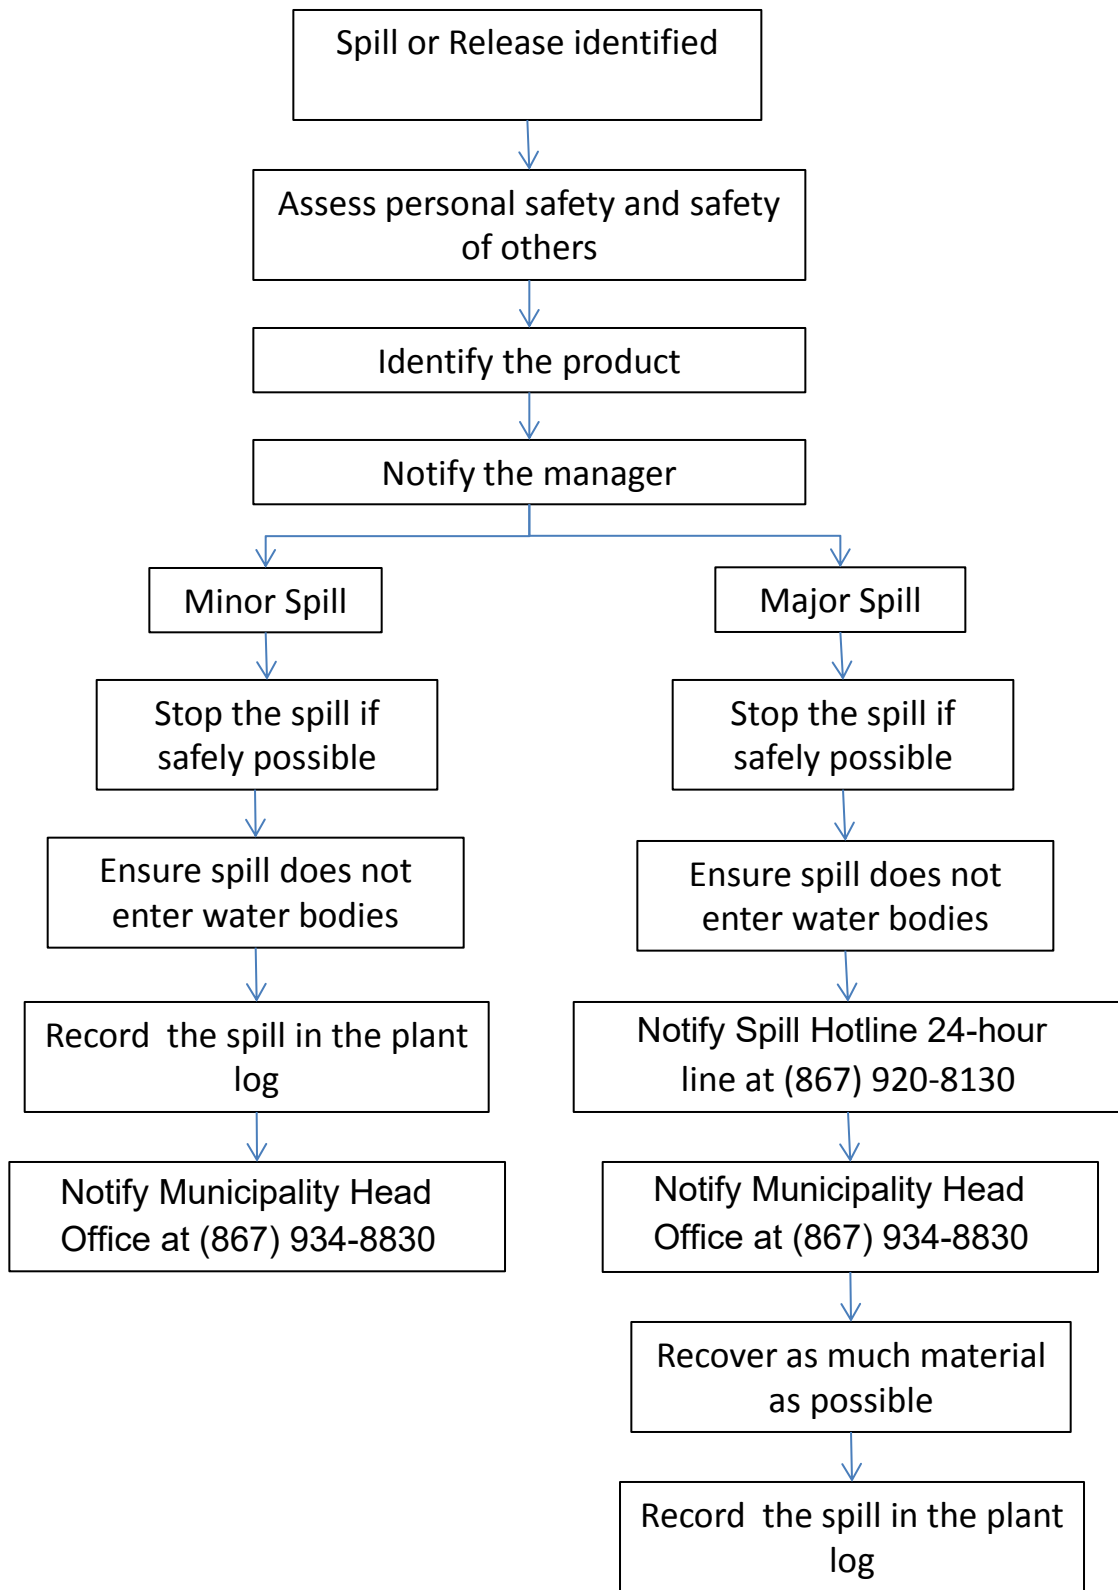 Spill or Release identified
Assess personal safety and safety
of others
Identify the product
Notify the manager
Minor Spill
Stop the spill if
safely possible
Ensure spill does not
enter water bodies
Record  the spill in the plant
log
Notify Municipality Head
Office at (867) 934-8830
Major Spill
Stop the spill if
safely possible
Ensure spill does not
enter water bodies
Notify Spill Hotline 24-hour
line at (867) 920-8130
Notify Municipality Head
Office at (867) 934-8830
Recover as much material
as possible
Record  the spill in the plant
log